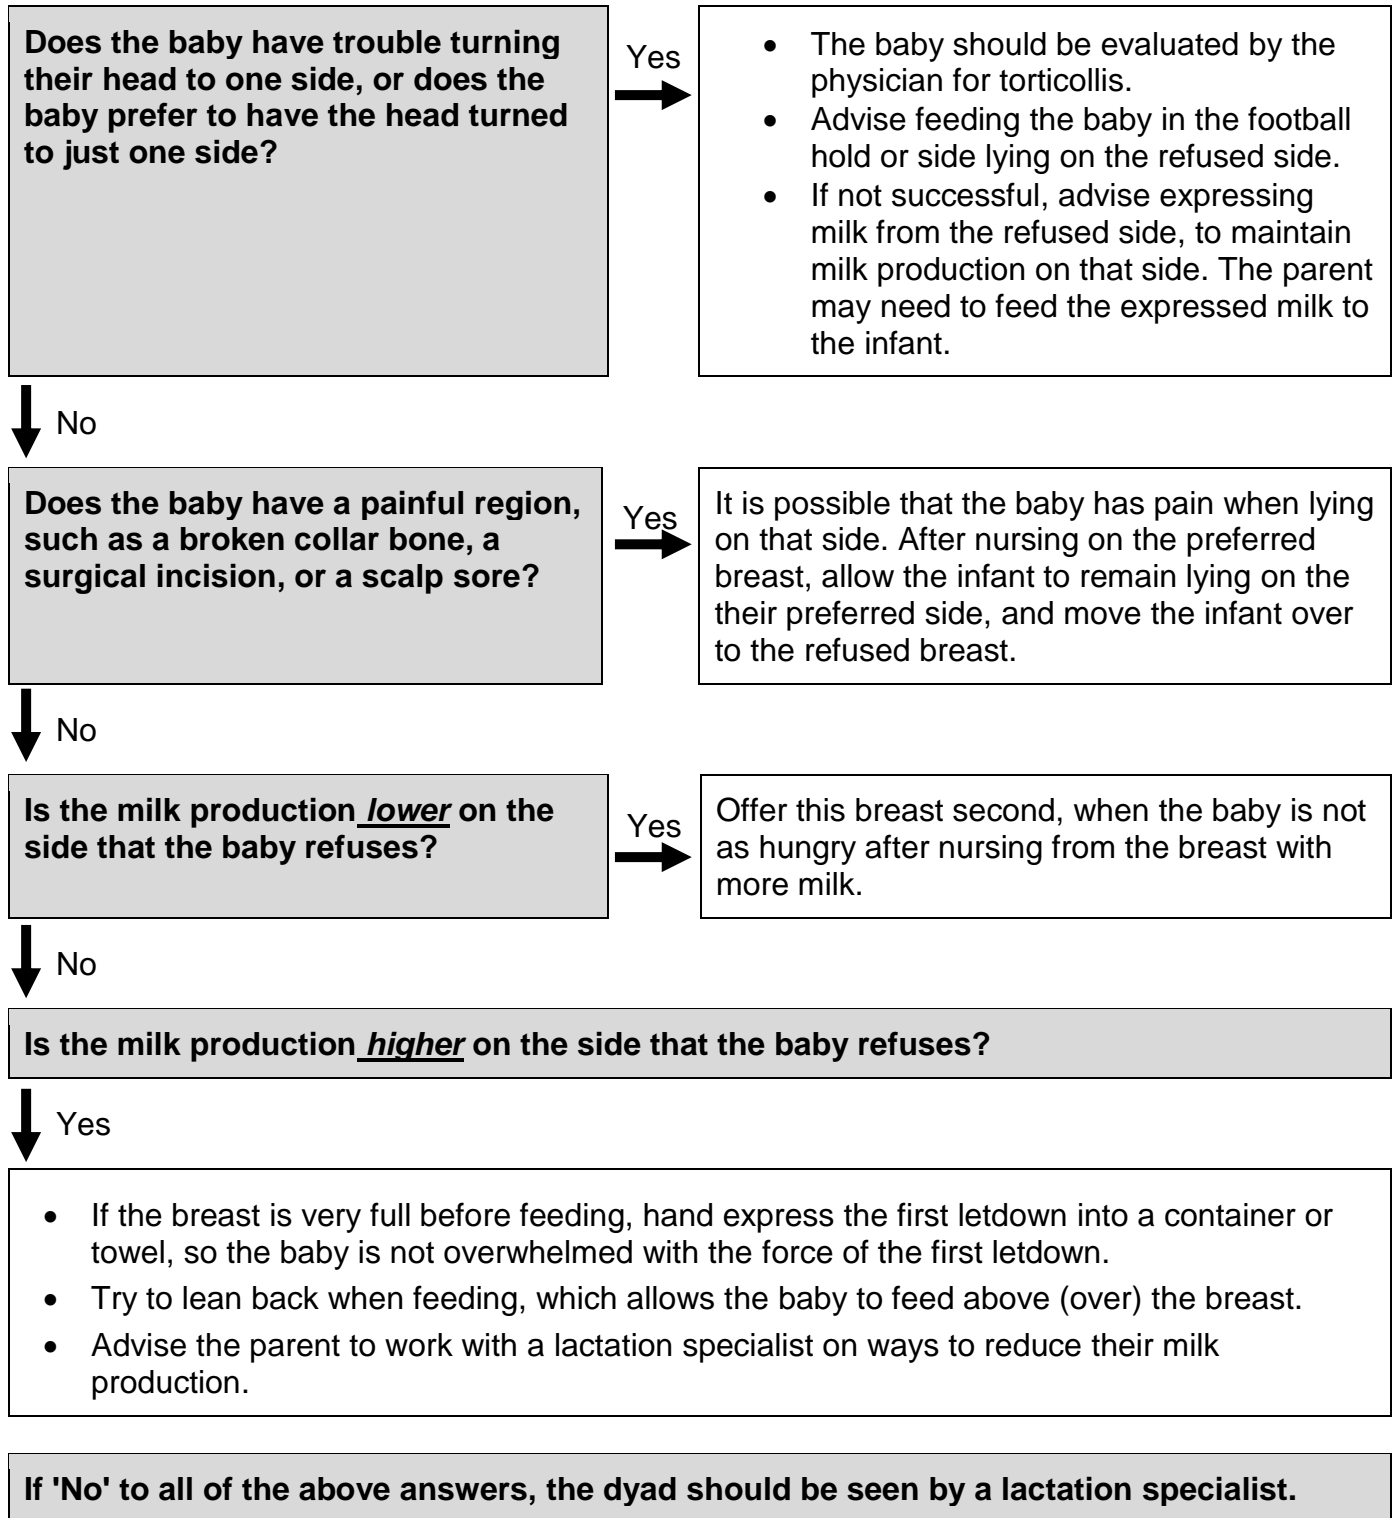 Does the baby have trouble turning
their head to one side, or does the
baby prefer to have the head turned
to just one side?
Yes
• The baby should be evaluated by the
physician for torticollis.
• Advise feeding the baby in the football
hold or side lying on the refused side.
• If not successful, advise expressing
milk from the refused side, to maintain
milk production on that side. The parent
may need to feed the expressed milk to
the infant.
No
Does the baby have a painful region,
such as a broken collar bone, a
surgical incision, or a scalp sore?
Yes
It is possible that the baby has pain when lying
on that side. After nursing on the preferred
breast, allow the infant to remain lying on the
their preferred side, and move the infant over
to the refused breast.
No
Is the milk production lower on the
side that the baby refuses?
Yes
Offer this breast second, when the baby is not
as hungry after nursing from the breast with
more milk.
No
Is the milk production higher on the side that the baby refuses?
Yes
• If the breast is very full before feeding, hand express the first letdown into a container or
towel, so the baby is not overwhelmed with the force of the first letdown.
• Try to lean back when feeding, which allows the baby to feed above (over) the breast.
• Advise the parent to work with a lactation specialist on ways to reduce their milk
production.
If 'No' to all of the above answers, the dyad should be seen by a lactation specialist.